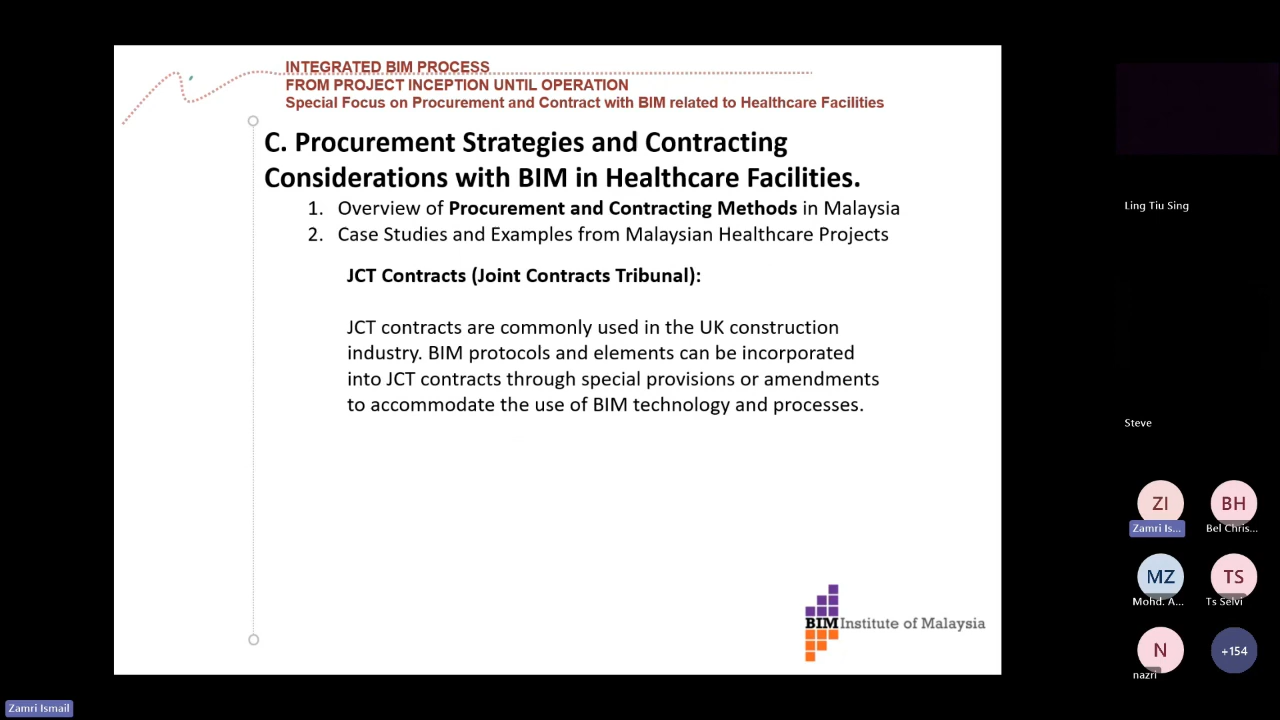 INTEGRATED BIM PROCESS
FROM PROJECT INCEPTION UNTIL OPERATION
Special Focus on Procurement and Contract with BIM related to Healthcare Facilities
C. Procurement Strategies and Contracting
Considerations with BIM in Healthcare Facilities.
1. Overview of Procurement and Contracting Methods in Malaysia
2. Case Studies and Examples from Malaysian Healthcare Projects
JCT Contracts (Joint Contracts Tribunal):
JCT contracts are commonly used in the UK construction
industry. BIM protocols and elements can be incorporated
into JCT contracts through special provisions or amendments
to accommodate the use of BIM technology and processes.
BIM Institute of Malaysia
Ling Tiu Sing
Steve
ZI
BH
Zamri Is...
Bel Chris...
MZ
TS
Mohd. A...
Ts Selvi
N
+154
nazri
Zamri Ismail